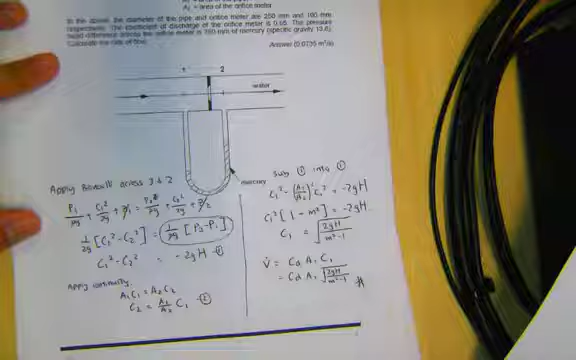 A₂ = area of the orifice meter
In the above, the diameter of the pipe and orifice meter are 250 mm and
respectively. The coefficient of discharge of the orifice is 0.65. The pressure
head difference across the orifice meter is mm of mercury (specific gravity 13.6).
Calculate the rate of flow.
Answer (0.0735 m³/s)
1 2
water
mercury
Apply Bernoulli across 1 & 2
P₁/ρg + C₁²/2g + z₁ = P₂/ρg + C₂²/2g + z₂
1/2g [C₁² - C₂²] = 1/ρg [P₂ - P₁]
C₁² - C₂² = -2gH ①
Apply continuity,
A₁C₁ = A₂C₂
C₂ = A₁/A₂ C₁ ②
Sub ② into ①
C₁² - (A₁/A₂)² C₁² = -2gH
C₁² [1 - m²] = -2gH
C₁ = √(2gH/(m²-1))
V̇ = Cd A₁ C₁
= Cd A₁ √(2gH/(m²-1))